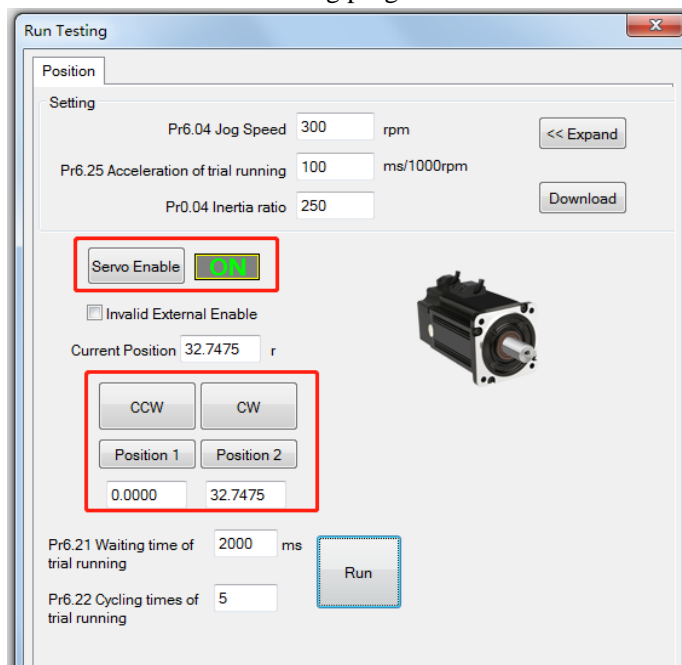 Run Testing
Position
Setting
Pr6.04 Jog Speed 300 rpm
<< Expand
Pr6.25 Acceleration of trial running 100 ms/1000rpm
Pr0.04 Inertia ratio 250
Download
Servo Enable ON
Invalid External Enable
Current Position 32.7475 r
CCW CW
Position 1 Position 2
0.0000 32.7475
Pr6.21 Waiting time of 2000 ms
trial running
Run
Pr6.22 Cycling times of 5
trial running